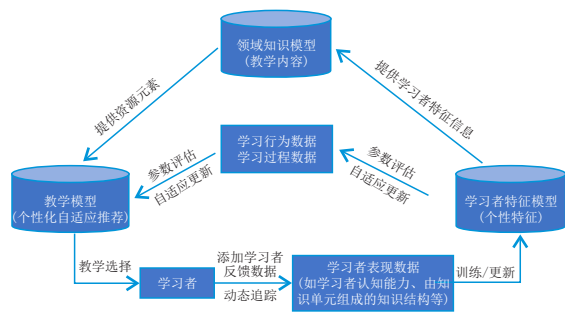 领域知识模型
(教学内容)
提供资源元素
提供学习者特征信息
学习行为数据
学习过程数据
参数评估
自适应更新
参数评估
自适应更新
教学模型
(个性化自适应推荐)
学习者特征模型
(个性特征)
教学选择
学习者
添加学习者
反馈数据
动态追踪
学习者表现数据
(如学习者认知能力、由知
识单元组成的知识结构等)
训练/更新